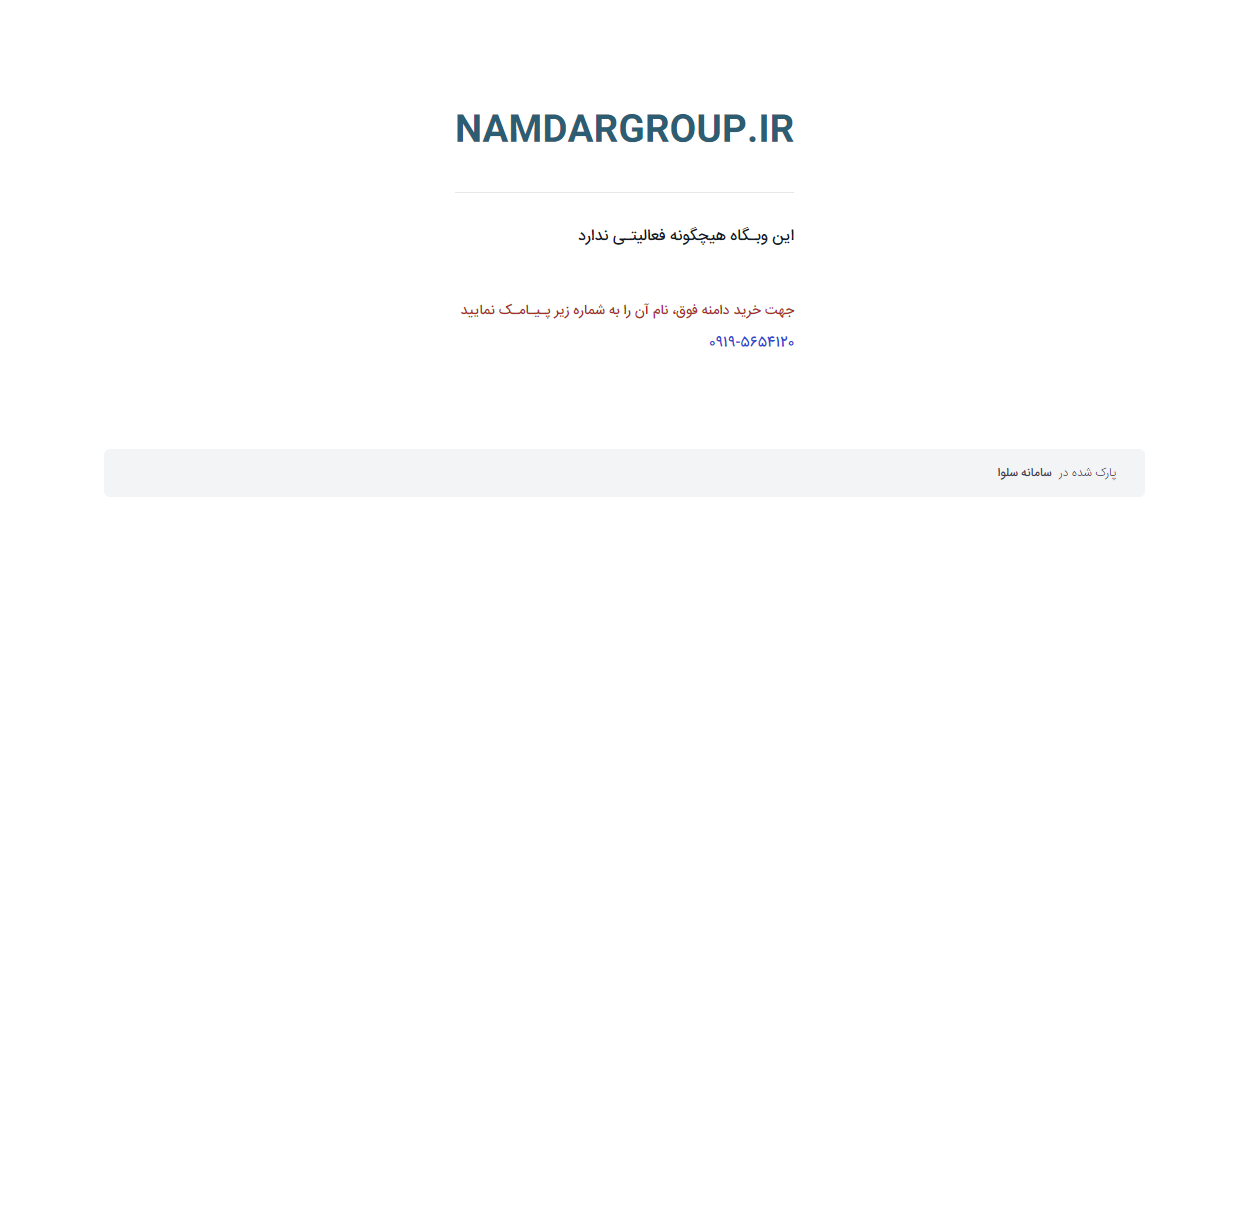 NAMDARGROUP.IR
این وبـگاه هیچگونه فعالیتـی ندارد
جهت خرید دامنه فوق، نام آن را به شماره زیر پـیـامـک نمایید
۰۹۱۹-۵۶۵۴۱۲۰
پارک شده در سامانه سلوا